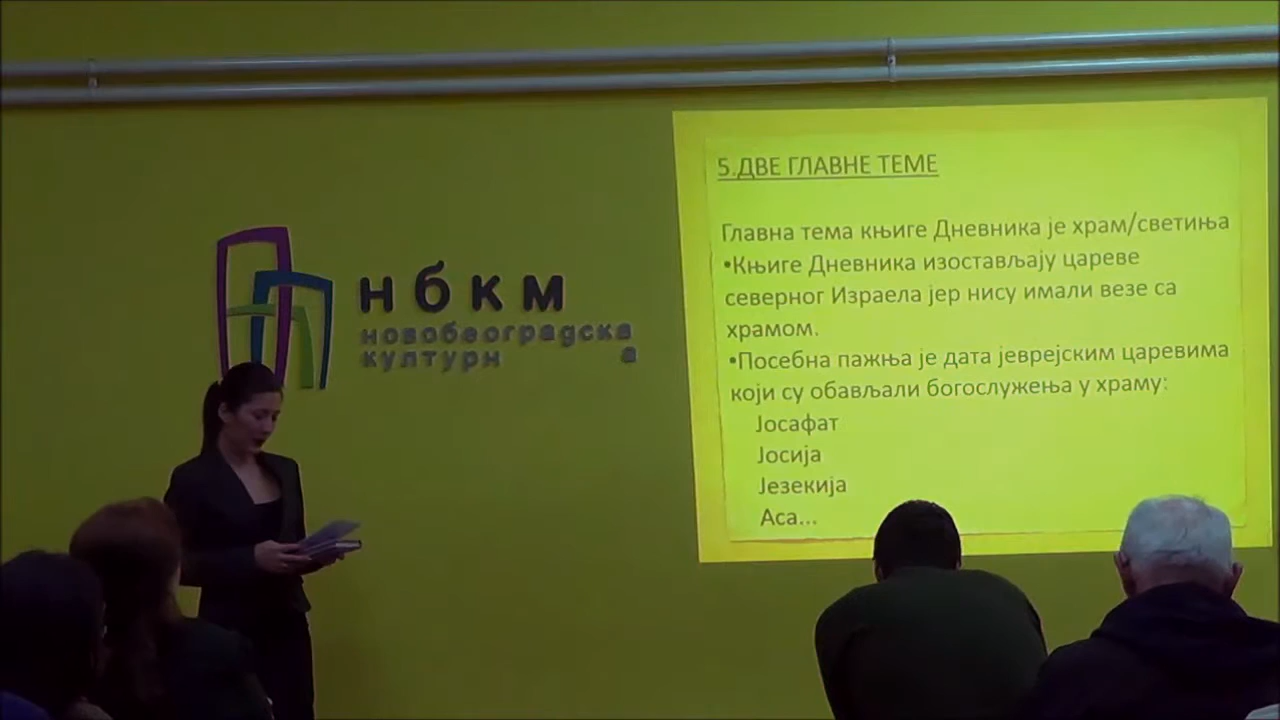 нбкм
новобеоградска
културн а
5.ДВЕ ГЛАВНЕ ТЕМЕ
Главна тема књиге Дневника је храм/светиња
•Књиге Дневника изостављају цареве
северног Израела јер нису имали везе са
храмом.
•Посебна пажња је дата јеврејским царевима
који су обављали богослужења у храму:
Јосафат
Јосија
Језекија
Аса...